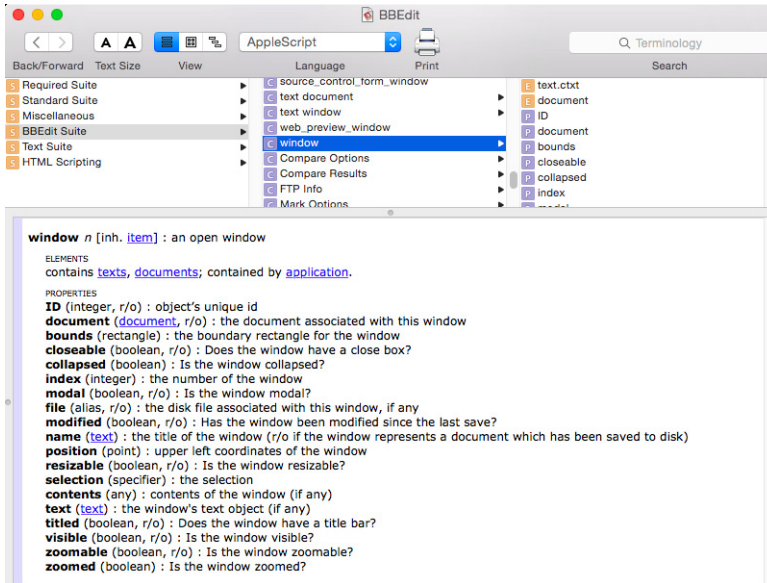 BBEdit
A A
AppleScript
Terminology
Back/Forward Text Size View Language Print Search
Required Suite
Standard Suite
Miscellaneous
BBEdit Suite
Text Suite
HTML Scripting
source_control_form_window
text document
text window
web_preview_window
window
Compare Options
Compare Results
FTP Info
Mark Options
text.ctxt
document
ID
document
bounds
closeable
collapsed
index
modal
window n [inh. item] : an open window
ELEMENTS
contains texts, documents; contained by application.
PROPERTIES
ID (integer, r/o) : object's unique id
document (document, r/o) : the document associated with this window
bounds (rectangle) : the boundary rectangle for the window
closeable (boolean, r/o) : Does the window have a close box?
collapsed (boolean) : Is the window collapsed?
index (integer) : the number of the window
modal (boolean, r/o) : Is the window modal?
file (alias, r/o) : the disk file associated with this window, if any
modified (boolean, r/o) : Has the window been modified since the last save?
name (text) : the title of the window (r/o if the window represents a document which has been saved to disk)
position (point) : upper left coordinates of the window
resizable (boolean, r/o) : Is the window resizable?
selection (specifier) : the selection
contents (any) : contents of the window (if any)
text (text) : the window's text object (if any)
titled (boolean, r/o) : Does the window have a title bar?
visible (boolean, r/o) : Is the window visible?
zoomable (boolean, r/o) : Is the window zoomable?
zoomed (boolean) : Is the window zoomed?